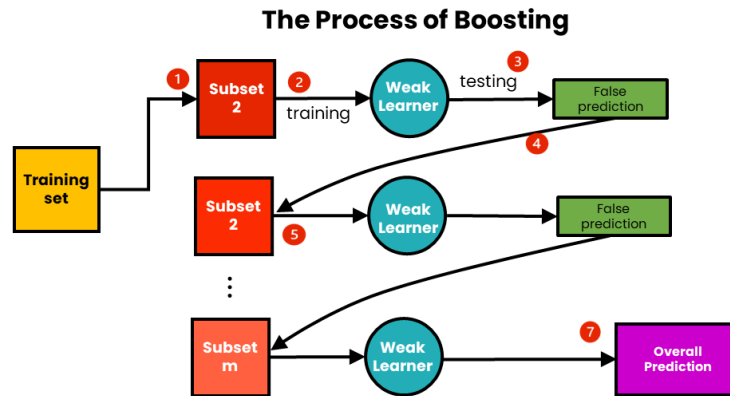 The Process of Boosting
1
Subset
2
2
training
Weak
Learner
3
testing
False
prediction
4
Training
set
Subset
2
5
Weak
Learner
False
prediction
Subset
m
Weak
Learner
7
Overall
Prediction